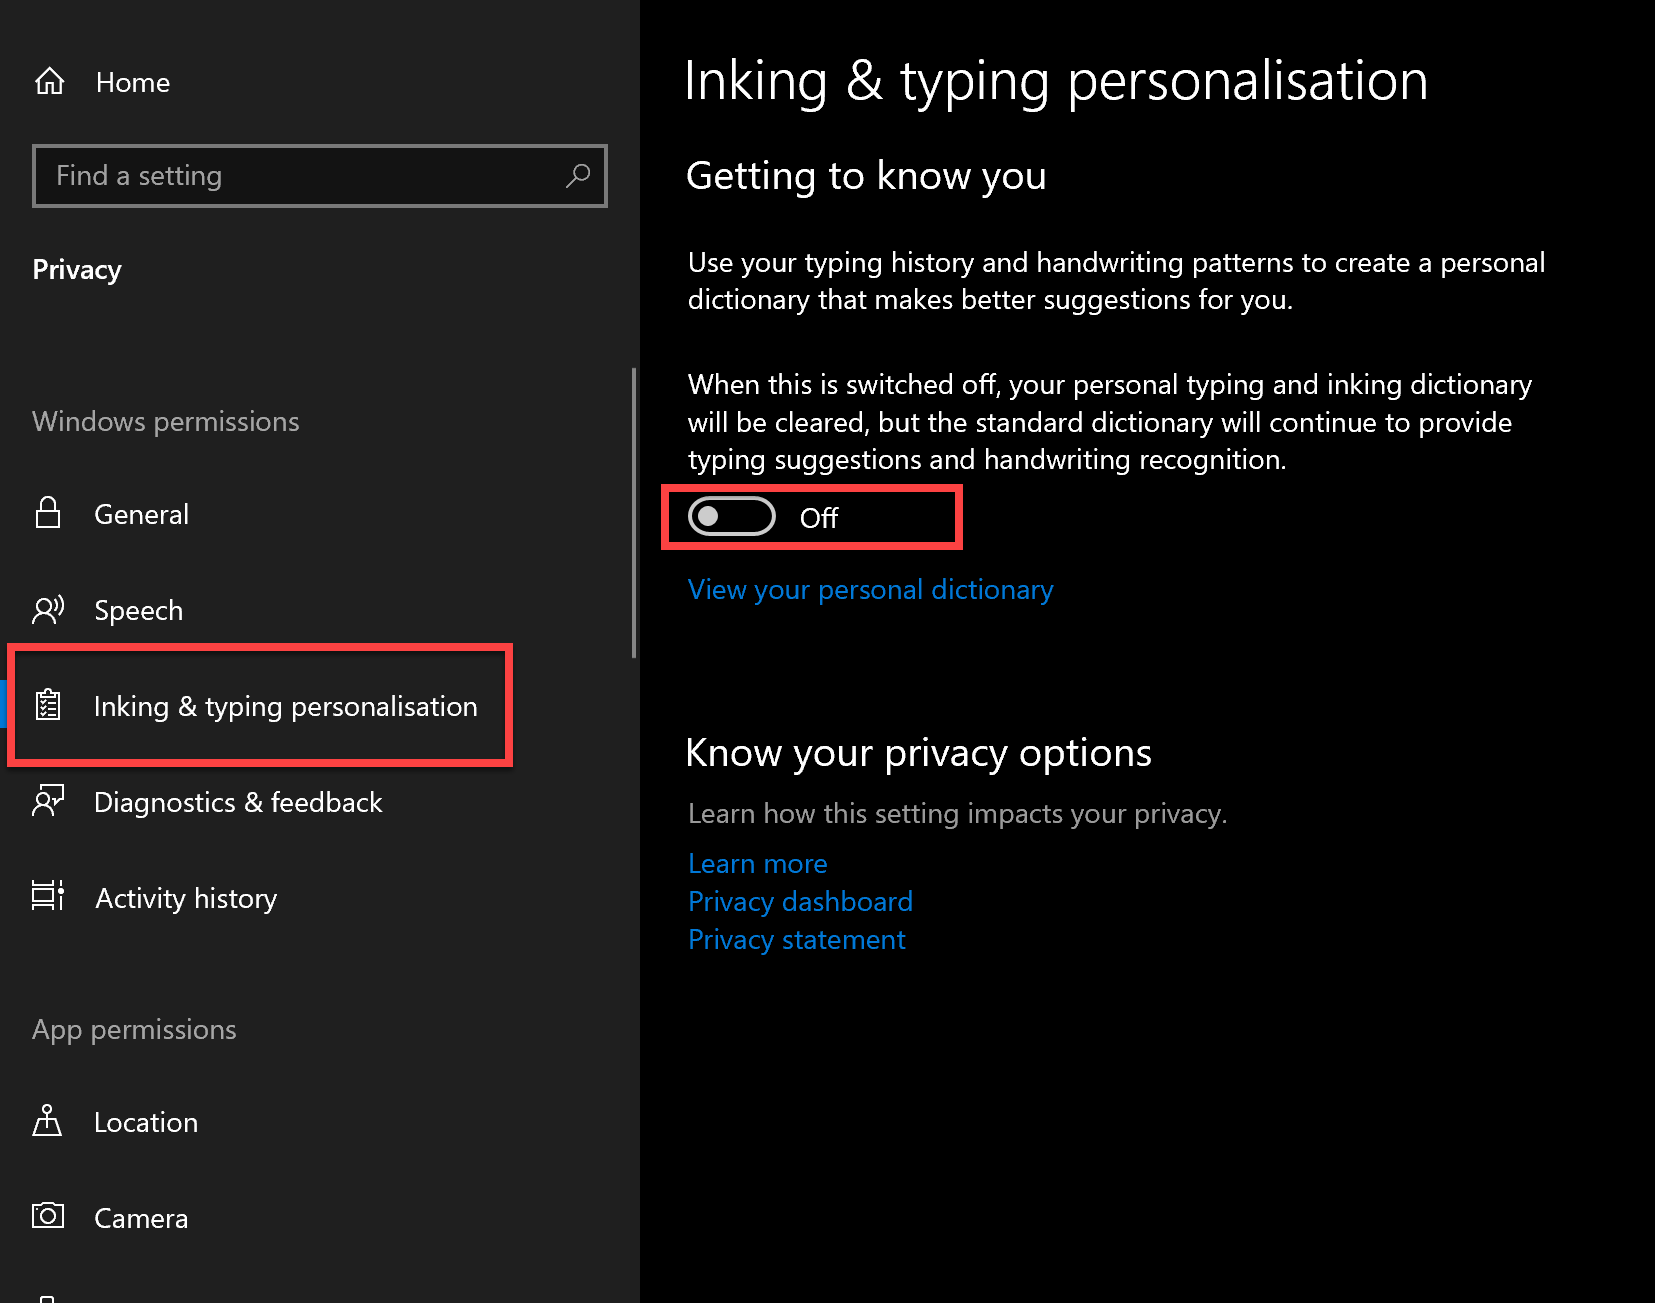 Home
Find a setting
Privacy
Windows permissions
General
Speech
Inking & typing personalisation
Diagnostics & feedback
Activity history
App permissions
Location
Camera
Inking & typing personalisation
Getting to know you
Use your typing history and handwriting patterns to create a personal
dictionary that makes better suggestions for you.
When this is switched off, your personal typing and inking dictionary
will be cleared, but the standard dictionary will continue to provide
typing suggestions and handwriting recognition.
Off
View your personal dictionary
Know your privacy options
Learn how this setting impacts your privacy.
Learn more
Privacy dashboard
Privacy statement